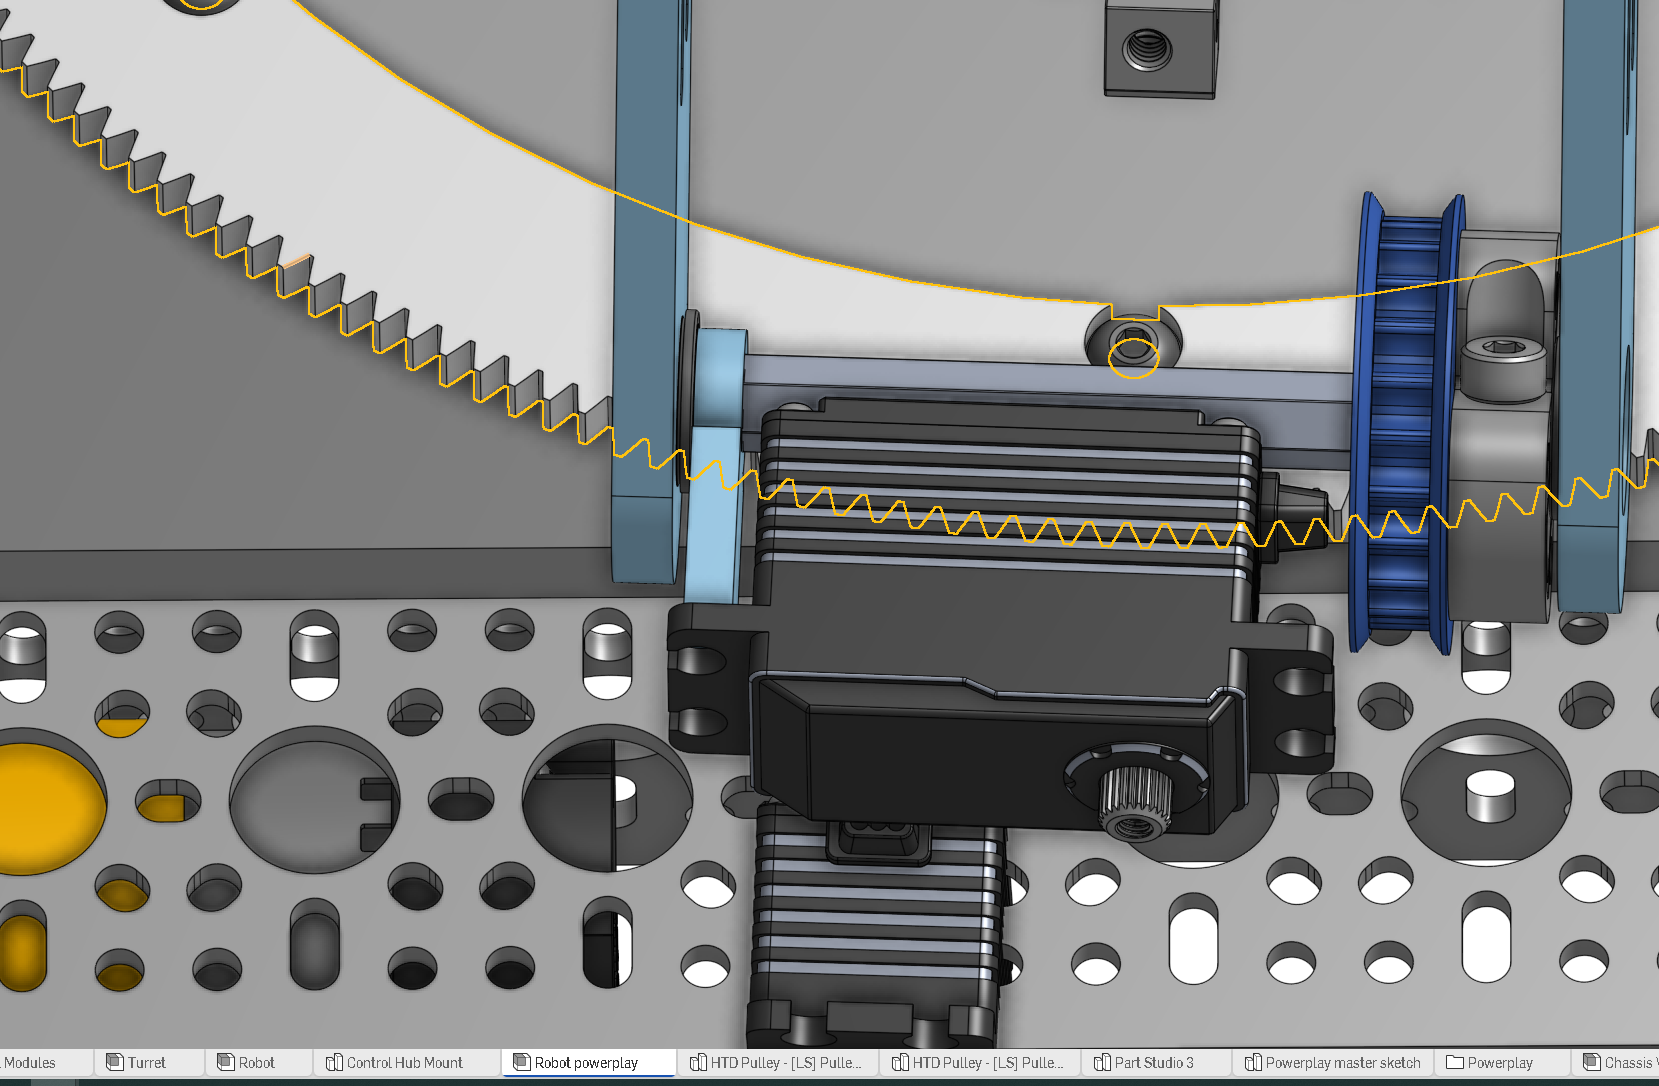 Modules
Turret
Robot
Control Hub Mount
Robot powerplay
HTD Pulley - [LS] Pulle...
HTD Pulley - [LS] Pulle...
Part Studio 3
Powerplay master sketch
Powerplay
Chassis